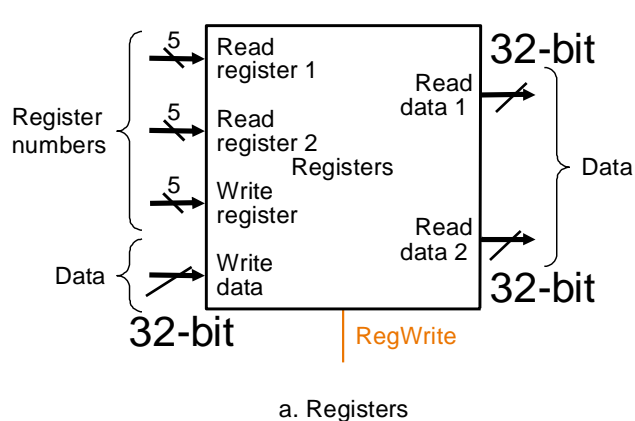 5
Read
register 1
5
Read
register 2
5
Write
register
Write
data
Register
numbers
Data
32-bit
Registers
32-bit
Read
data 1
Read
data 2
Data
32-bit
RegWrite
a. Registers